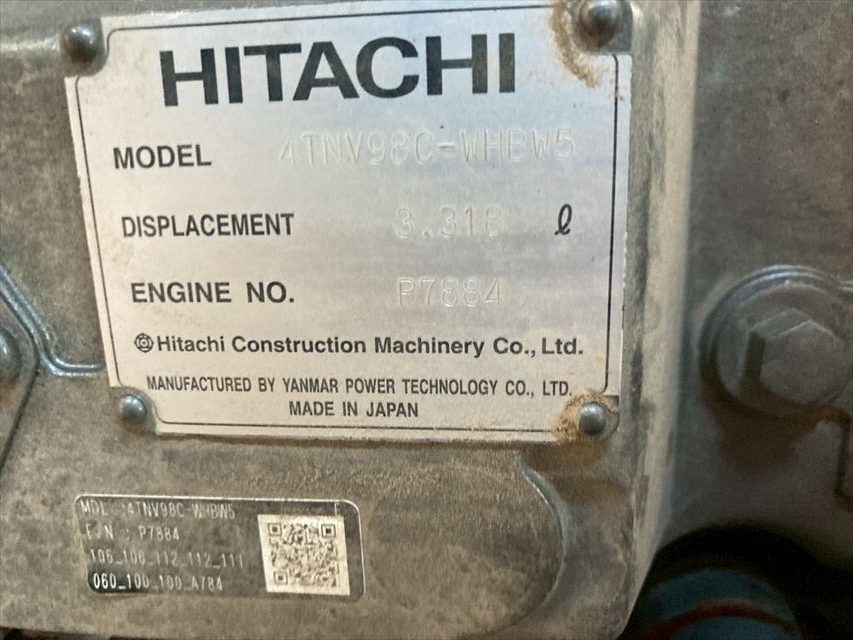 HITACHI
MODEL 4TNV98C-WHBW5
DISPLACEMENT 3.318 ℓ
ENGINE NO. P7884
Hitachi Construction Machinery Co., Ltd.
MANUFACTURED BY YANMAR POWER TECHNOLOGY CO., LTD.
MADE IN JAPAN
MDL :4TNV98C-WHBW5
E/N : P7884
106_106_112_112_111
060_100_100_A784